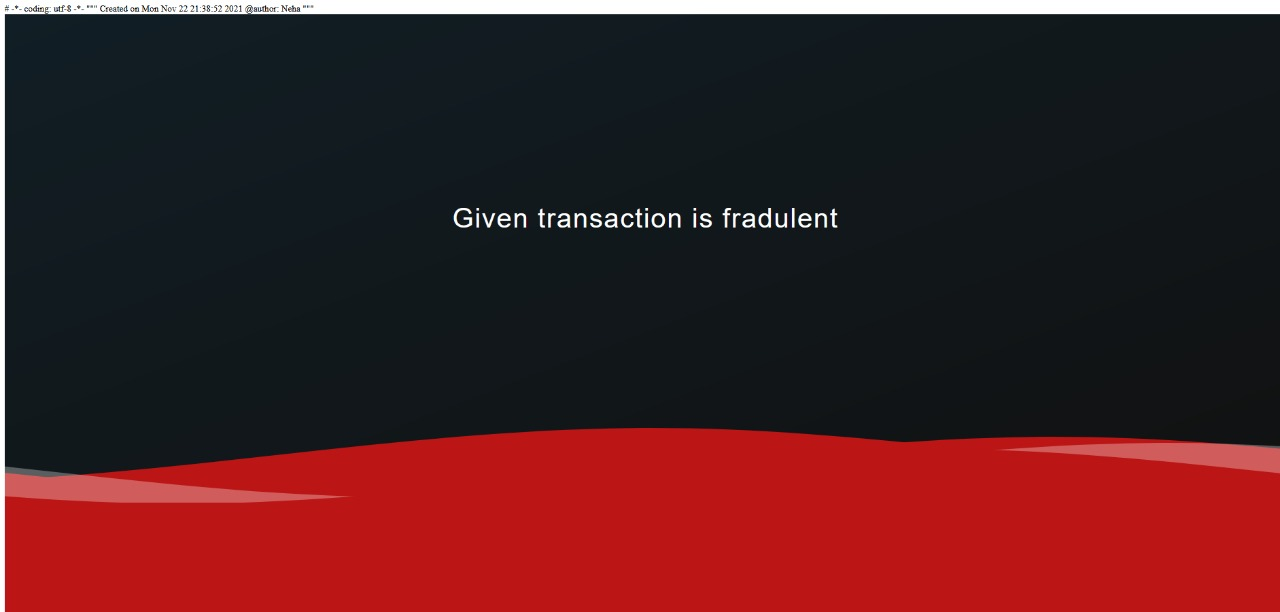 # -*- coding: utf-8 -*- """ Created on Mon Nov 22 21:38:52 2021 @author: Neha """
Given transaction is fradulent